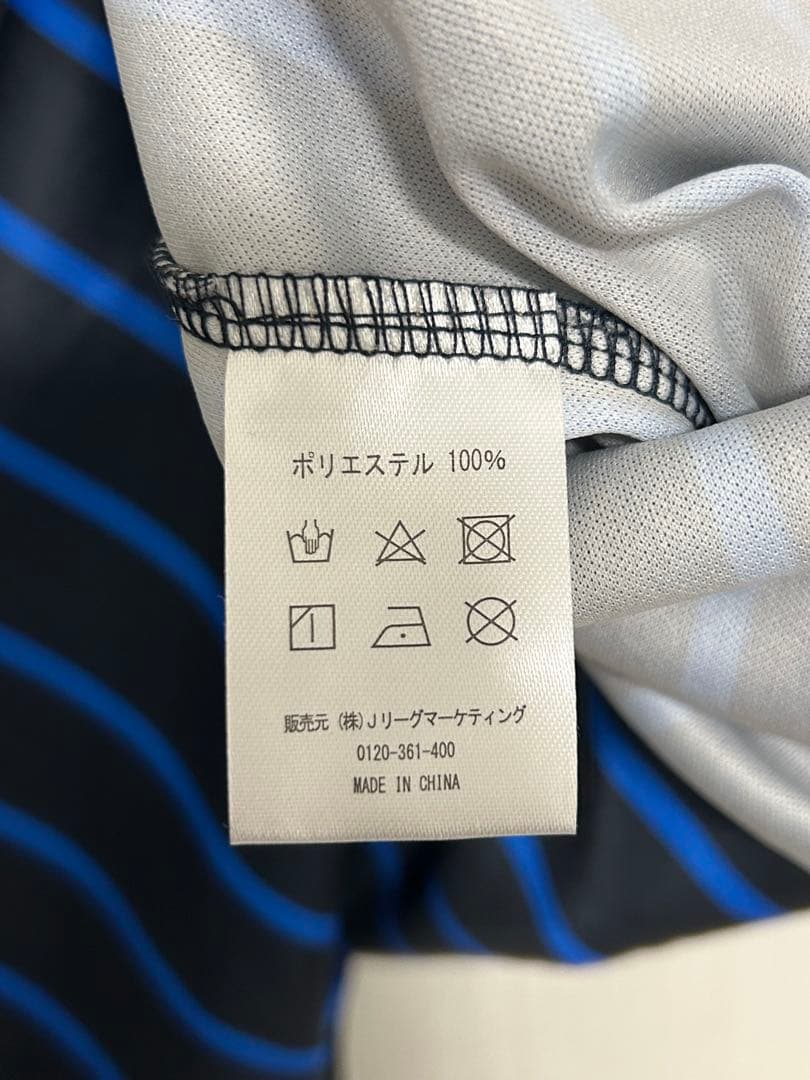 ポリエステル 100%
販売元 (株)Jリーグマーケティング
0120-361-400
MADE IN CHINA